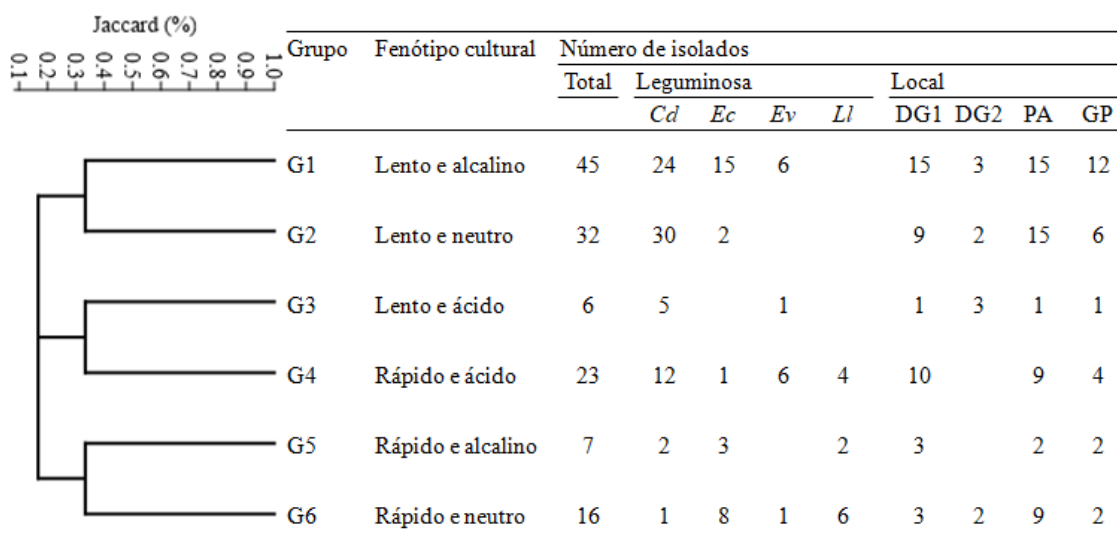 Jaccard (%)
0.1 0.2 0.3 0.4 0.5 0.6 0.7 0.8 0.9 1.0
Grupo Fenótipo cultural Número de isolados
Total Leguminosa Local
Cd Ec Ev Ll DG1 DG2 PA GP
G1 Lento e alcalino 45 24 15 6 15 3 15 12
G2 Lento e neutro 32 30 2 9 2 15 6
G3 Lento e ácido 6 5 1 1 3 1 1
G4 Rápido e ácido 23 12 1 6 4 10 9 4
G5 Rápido e alcalino 7 2 3 2 3 2 2
G6 Rápido e neutro 16 1 8 1 6 3 2 9 2